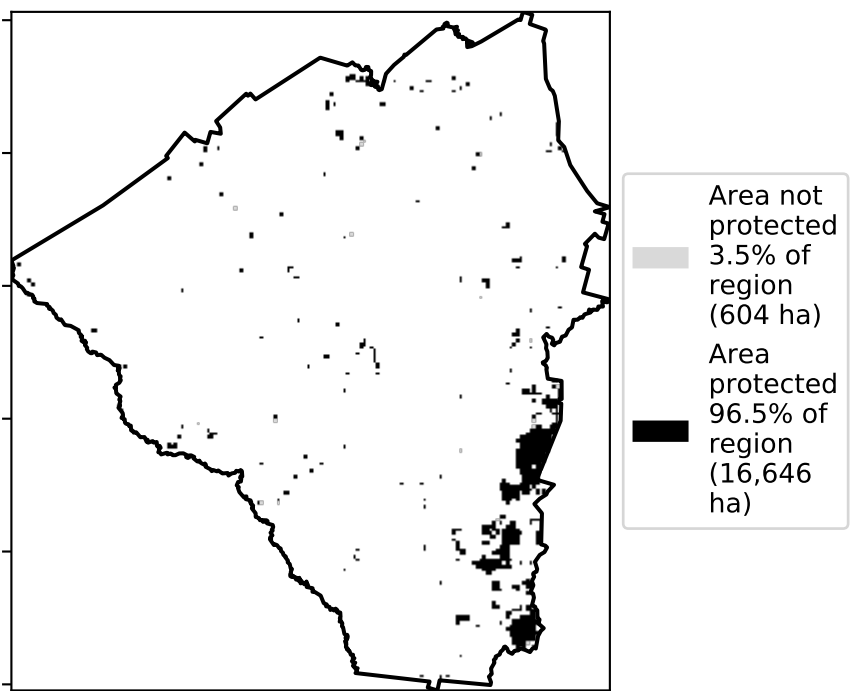 Area not
protected
3.5% of
region
(604 ha)
Area
protected
96.5% of
region
(16,646
ha)